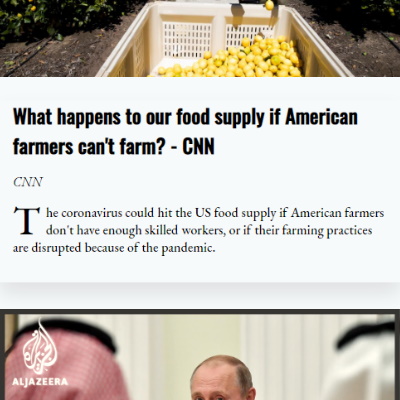 What happens to our food supply if American
farmers can't farm? - CNN
CNN
The coronavirus could hit the US food supply if American farmers
don't have enough skilled workers, or if their farming practices
are disrupted because of the pandemic.
ALJAZEERA